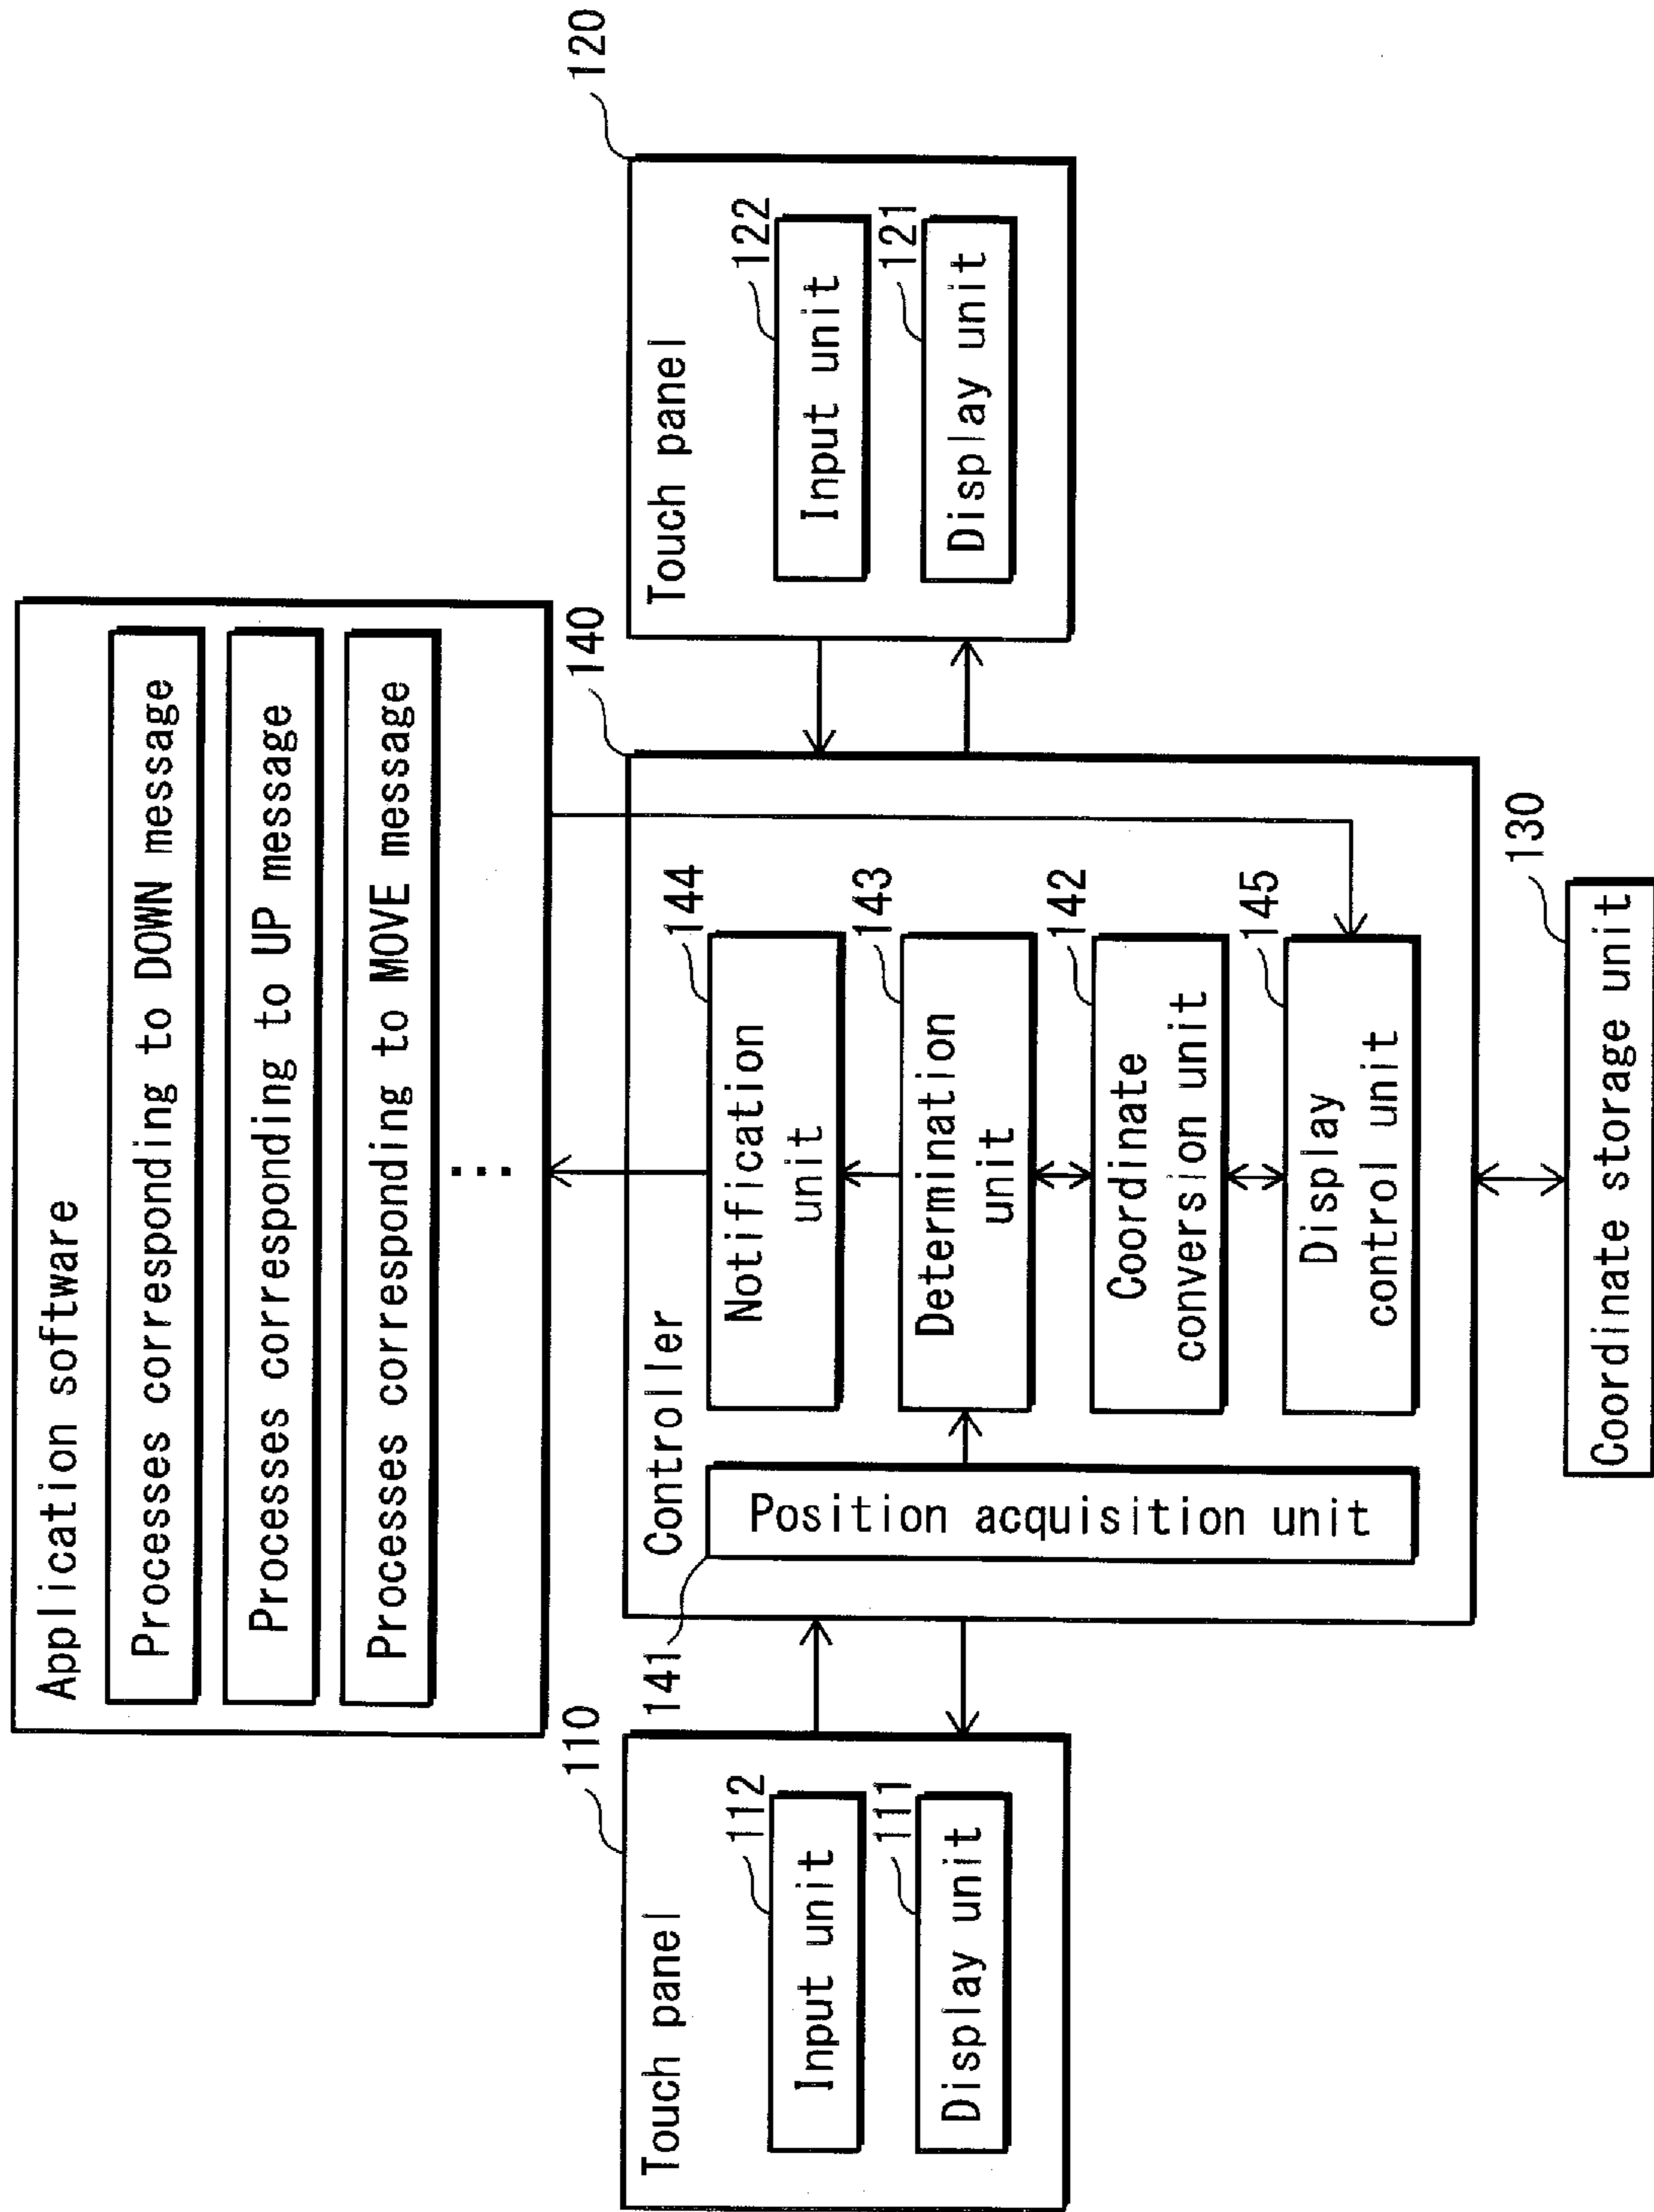 Application software
Processes corresponding to DOWN message
Processes corresponding to UP message
Processes corresponding to MOVE message
...
110
Touch panel
112
Input unit
111
Display unit
140
Controller
141
Position acquisition unit
144
Notification
unit
143
Determination
unit
142
Coordinate
conversion unit
145
Display
control unit
120
Touch panel
122
Input unit
121
Display unit
130
Coordinate storage unit